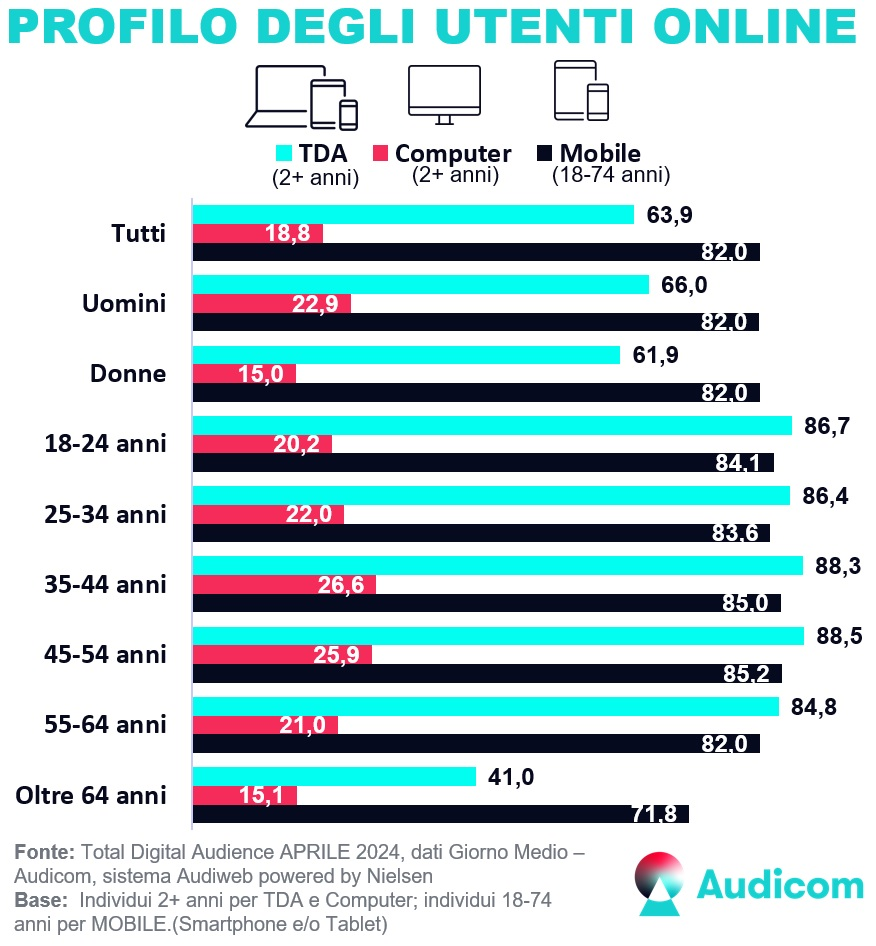 PROFILO DEGLI UTENTI ONLINE
TDA Computer Mobile
(2+ anni) (2+ anni) (18-74 anni)
Tutti 63,9 18,8 82,0
Uomini 66,0 22,9 82,0
Donne 61,9 15,0 82,0
18-24 anni 86,7 20,2 84,1
25-34 anni 86,4 22,0 83,6
35-44 anni 88,3 26,6 85,0
45-54 anni 88,5 25,9 85,2
55-64 anni 84,8 21,0 82,0
Oltre 64 anni 41,0 15,1 71,8
Fonte: Total Digital Audience APRILE 2024, dati Giorno Medio –
Audicom, sistema Audiweb powered by Nielsen
Base: Individui 2+ anni per TDA e Computer; individui 18-74
anni per MOBILE.(Smartphone e/o Tablet)
Audicom